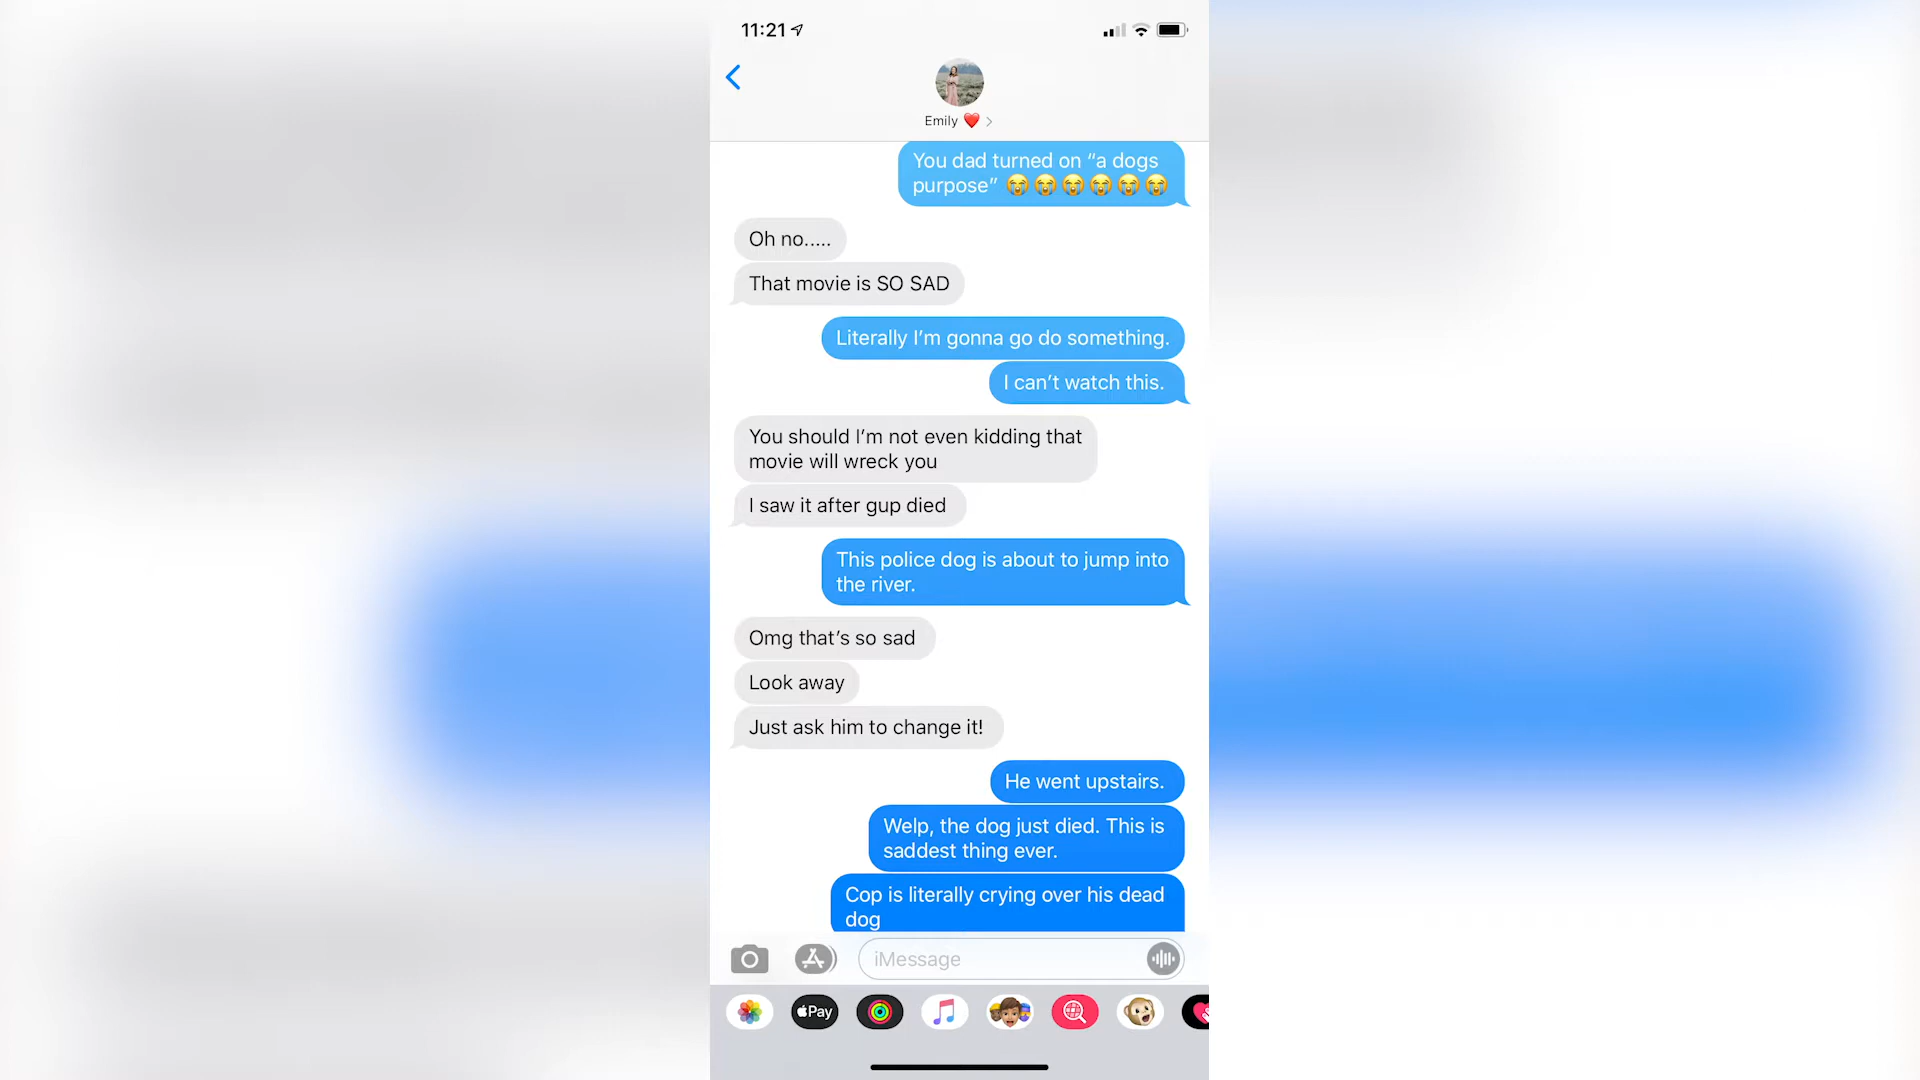 11:21
Emily ❤️ >
You dad turned on “a dogs
purpose” 😭😭😭😭😭😭
Oh no.....
That movie is SO SAD
Literally I’m gonna go do something.
I can’t watch this.
You should I’m not even kidding that
movie will wreck you
I saw it after gup died
This police dog is about to jump into
the river.
Omg that’s so sad
Look away
Just ask him to change it!
He went upstairs.
Welp, the dog just died. This is
saddest thing ever.
Cop is literally crying over his dead
dog
iMessage
Pay